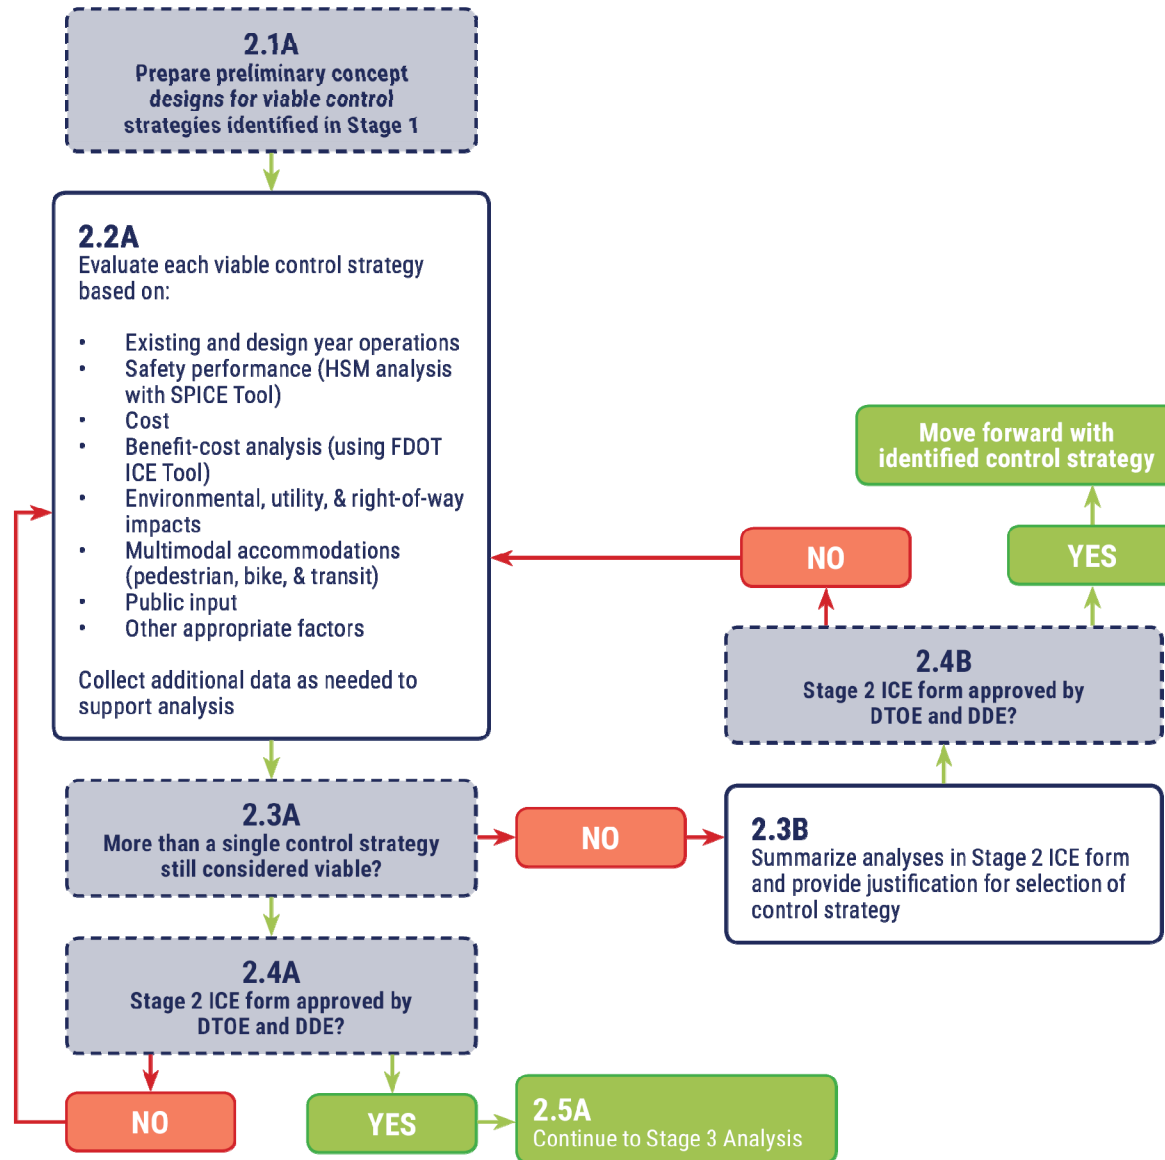 2.1A
Prepare preliminary concept
designs for viable control
strategies identified in Stage 1
2.2A
Evaluate each viable control strategy
based on:
• Existing and design year operations
• Safety performance (HSM analysis
with SPICE Tool)
• Cost
• Benefit-cost analysis (using FDOT
ICE Tool)
• Environmental, utility, & right-of-way
impacts
• Multimodal accommodations
(pedestrian, bike, & transit)
• Public input
• Other appropriate factors
Collect additional data as needed to
support analysis
2.3A
More than a single control strategy
still considered viable?
NO
2.3B
Summarize analyses in Stage 2 ICE form
and provide justification for selection of
control strategy
2.4B
Stage 2 ICE form approved by
DTOE and DDE?
NO
YES
Move forward with
identified control strategy
2.4A
Stage 2 ICE form approved by
DTOE and DDE?
NO
YES
2.5A
Continue to Stage 3 Analysis